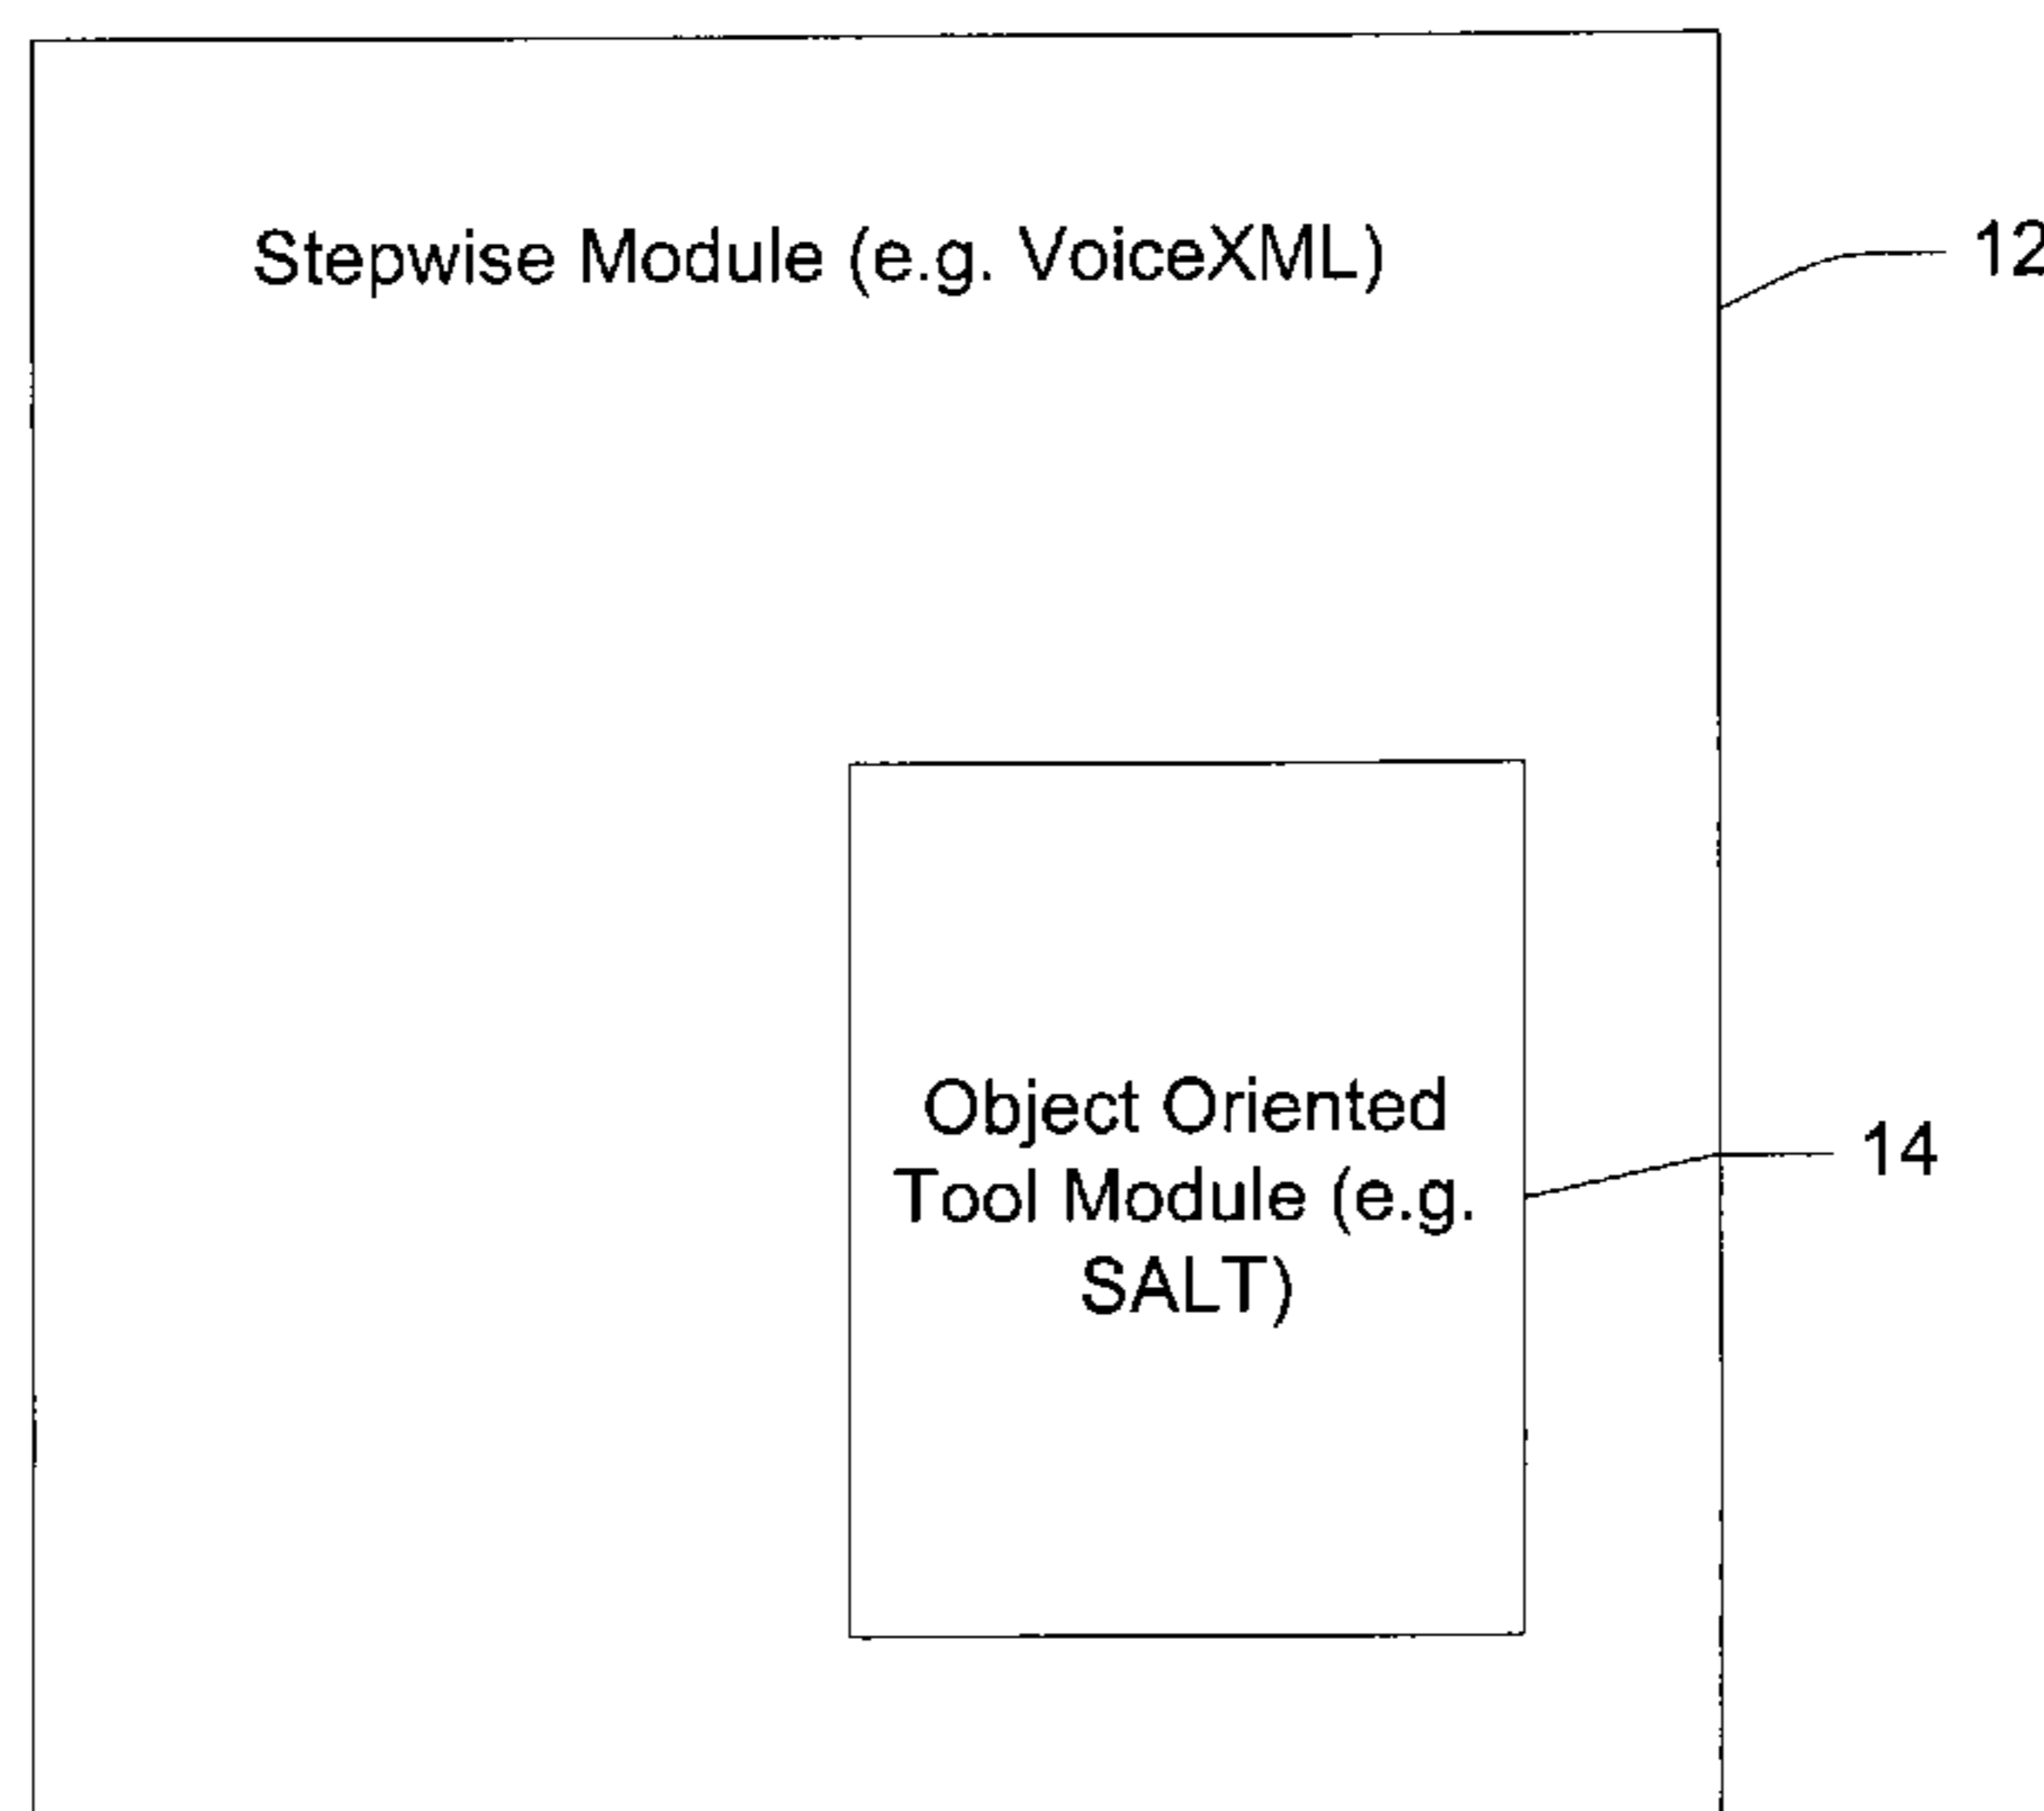 Stepwise Module (e.g. VoiceXML)
12
Object Oriented
Tool Module (e.g.
SALT)
14